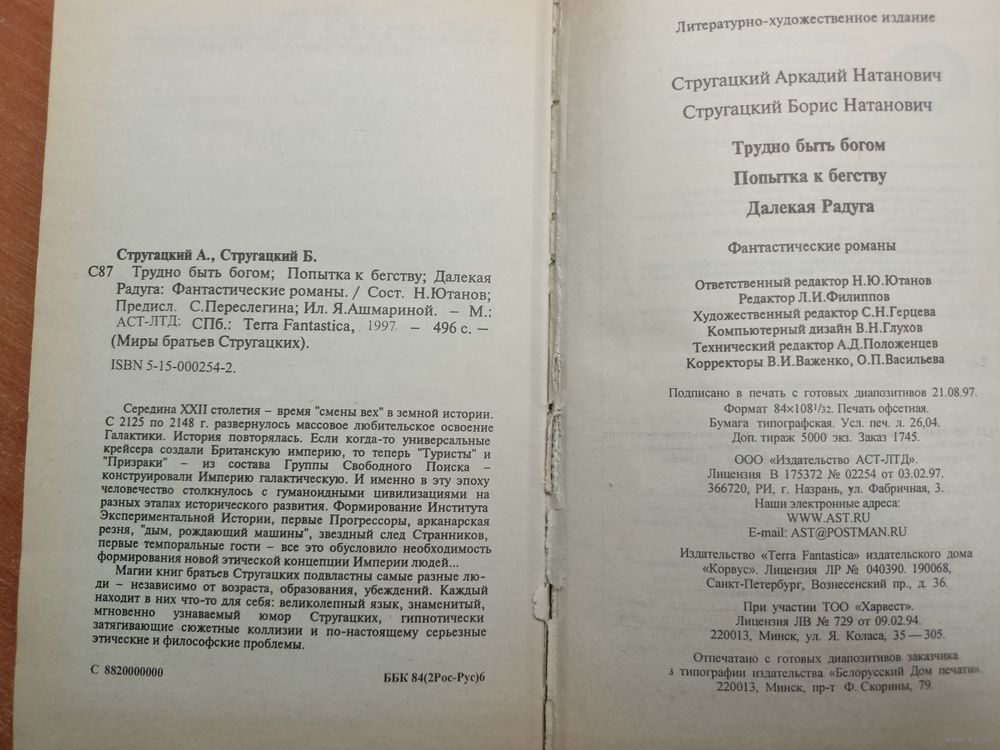 Стругацкий А., Стругацкий Б.
С87 Трудно быть богом; Попытка к бегству; Далекая
Радуга: Фантастические романы. / Сост. Н.Ютанов;
Предисл. С.Переслегина; Ил. Я.Ашмариной. – М.:
АСТ-ЛТД; СПб.: Terra Fantastica, 1997 – 496 с. –
(Миры братьев Стругацких).
ISBN 5-15-000254-2.
Середина XXII столетия – время "смены вех" в земной истории.
С 2125 по 2148 г. развернулось массовое любительское освоение
Галактики. История повторялась. Если когда-то универсальные
крейсера создали Британскую империю, то теперь "Туристы" и
"Призраки" – из состава Группы Свободного Поиска –
конструировали Империю галактическую. И именно в эту эпоху
человечество столкнулось с гуманоидными цивилизациями на
разных этапах исторического развития. Формирование Института
Экспериментальной Истории, первые Прогрессоры, арканарская
резня, "дым, рождающий машины", звездный след Странников,
первые темпоральные гости – все это обусловило необходимость
формирования новой этической концепции Империи людей...
Магии книг братьев Стругацких подвластны самые разные лю-
ди – независимо от возраста, образования, убеждений. Каждый
находит в них что-то для себя: великолепный язык, знаменитый,
мгновенно узнаваемый юмор Стругацких, гипнотически
затягивающие сюжетные коллизии и по-настоящему серьезные
этические и философские проблемы.
С 8820000000
ББК 84(2Рос-Рус)6
Литературно-художественное издание
Стругацкий Аркадий Натанович
Стругацкий Борис Натанович
Трудно быть богом
Попытка к бегству
Далекая Радуга
Фантастические романы
Ответственный редактор Н.Ю.Ютанов
Редактор Л.И.Филиппов
Художественный редактор С.Н.Герцева
Компьютерный дизайн В.Н.Глухов
Технический редактор А.Д.Положенцев
Корректоры В.И.Важенко, О.П.Васильева
Подписано в печать с готовых диапозитивов 21.08.97.
Формат 84×108¹/₃₂. Печать офсетная.
Бумага типографская. Усл. печ. л. 26,04.
Доп. тираж 5000 экз. Заказ 1745.
ООО «Издательство АСТ-ЛТД».
Лицензия В 175372 № 02254 от 03.02.97.
366720, РИ, г. Назрань, ул. Фабричная, 3.
Наши электронные адреса:
WWW.AST.RU
E-mail: AST@POSTMAN.RU
Издательство «Terra Fantastica» издательского дома
«Корвус». Лицензия ЛР № 040390. 190068,
Санкт-Петербург, Вознесенский пр., д. 36.
При участии ТОО «Харвест».
Лицензия ЛВ № 729 от 09.02.94.
220013, Минск, ул. Я. Коласа, 35 — 305.
Отпечатано с готовых диапозитивов заказчика
в типографии издательства «Белорусский Дом печати».
220013, Минск, пр-т Ф. Скорины, 79.